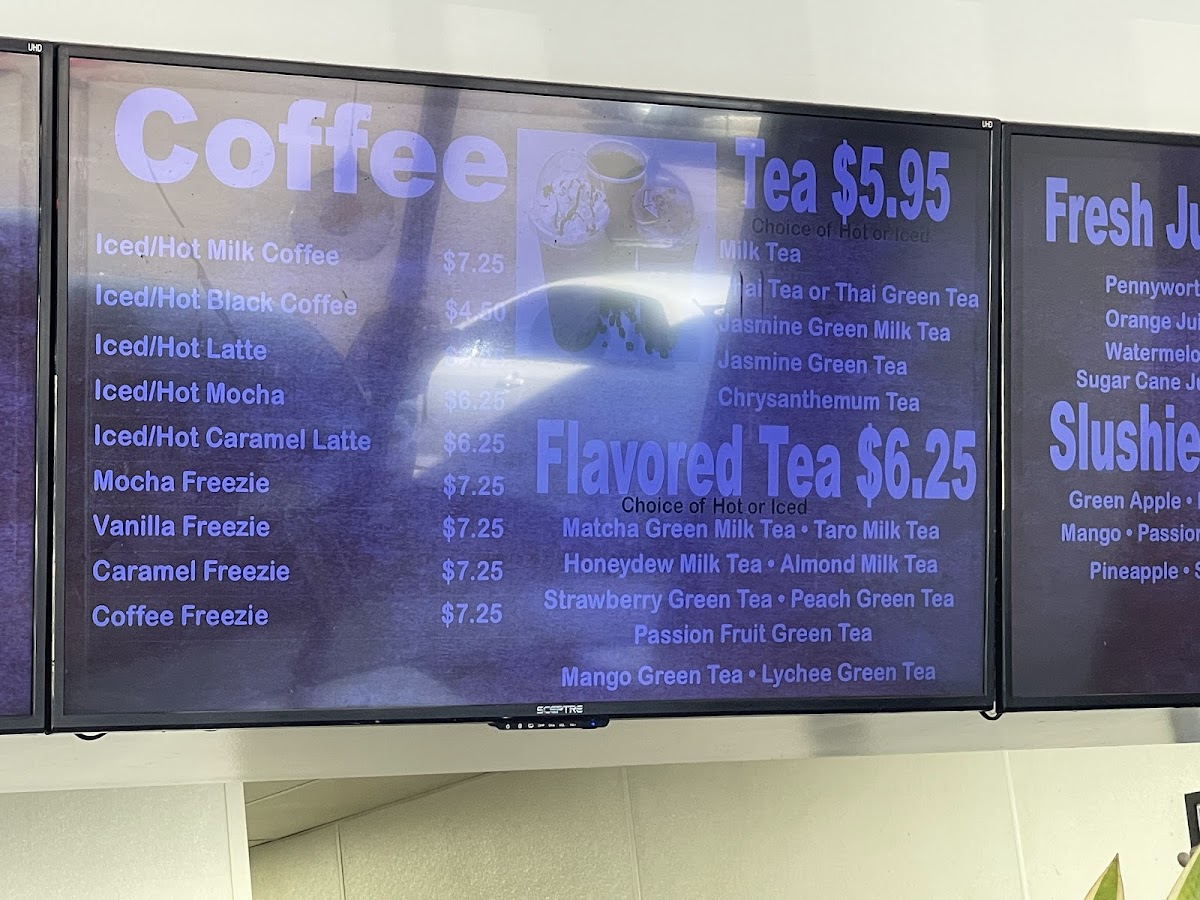 UHD
UHD
Coffee
Iced/Hot Milk Coffee $7.25
Iced/Hot Black Coffee $4.50
Iced/Hot Latte
Iced/Hot Mocha $6.25
Iced/Hot Caramel Latte $6.25
Mocha Freezie $7.25
Vanilla Freezie $7.25
Caramel Freezie $7.25
Coffee Freezie $7.25
Tea $5.95
Choice of Hot or Iced
Milk Tea
Thai Tea or Thai Green Tea
Jasmine Green Milk Tea
Jasmine Green Tea
Chrysanthemum Tea
Flavored Tea $6.25
Choice of Hot or Iced
Matcha Green Milk Tea • Taro Milk Tea
Honeydew Milk Tea • Almond Milk Tea
Strawberry Green Tea • Peach Green Tea
Passion Fruit Green Tea
Mango Green Tea • Lychee Green Tea
SCEPTRE
Fresh Ju
Pennywort
Orange Jui
Watermelo
Sugar Cane Ju
Slushie
Green Apple •
Mango • Passion
Pineapple • S